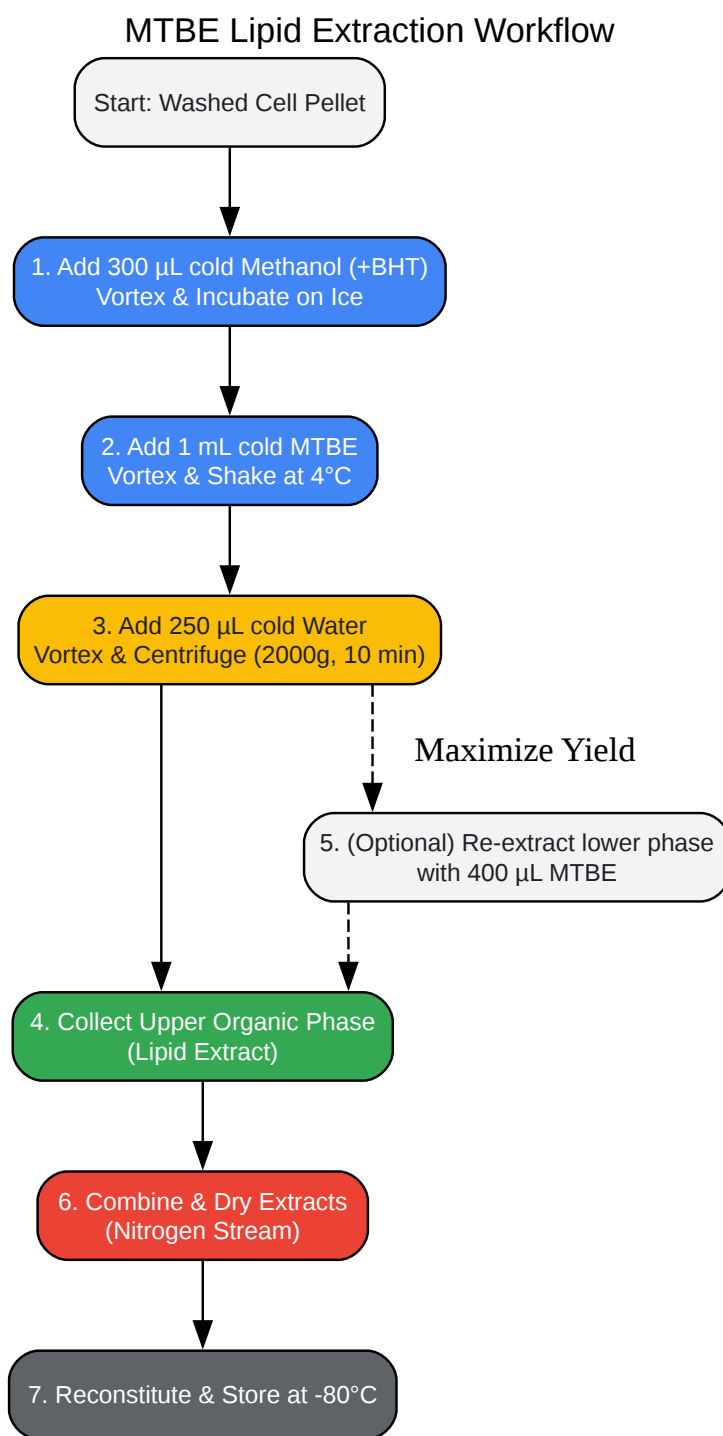 MTBE Lipid Extraction Workflow
Start: Washed Cell Pellet
1. Add 300 µL cold Methanol (+BHT)
Vortex & Incubate on Ice
2. Add 1 mL cold MTBE
Vortex & Shake at 4°C
3. Add 250 µL cold Water
Vortex & Centrifuge (2000g, 10 min)
Maximize Yield
5. (Optional) Re-extract lower phase
with 400 µL MTBE
4. Collect Upper Organic Phase
(Lipid Extract)
6. Combine & Dry Extracts
(Nitrogen Stream)
7. Reconstitute & Store at -80°C